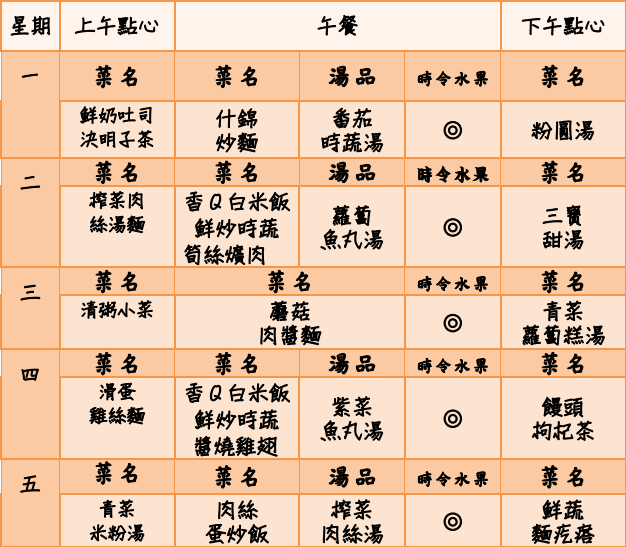 星期 上午點心 午餐 下午點心
一 菜名 菜名 湯品 時令水果 菜名
鮮奶吐司 什錦 番茄 ◎ 粉圓湯
決明子茶 炒麵 時蔬湯
二 菜名 菜名 湯品 時令水果 菜名
榨菜肉 香Q白米飯 蘿蔔 ◎ 三寶
絲湯麵 鮮炒時蔬 魚丸湯 甜湯
筍絲爌肉
三 菜名 菜名 時令水果 菜名
清粥小菜 蘑菇 ◎ 青菜
肉醬麵 蘿蔔糕湯
四 菜名 菜名 湯品 時令水果 菜名
滑蛋 香Q白米飯 紫菜 ◎ 饅頭
雞絲麵 鮮炒時蔬 魚丸湯 枸杞茶
醬燒雞翅
五 菜名 菜名 湯品 時令水果 菜名
青菜 肉絲 榨菜 ◎ 鮮蔬
米粉湯 蛋炒飯 肉絲湯 麵疙瘩